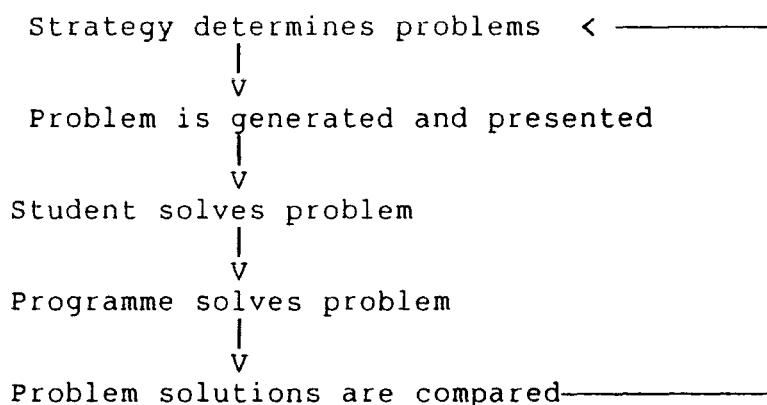 Strategy determines problems <
V
Problem is generated and presented
V
Student solves problem
V
Programme solves problem
V
Problem solutions are compared